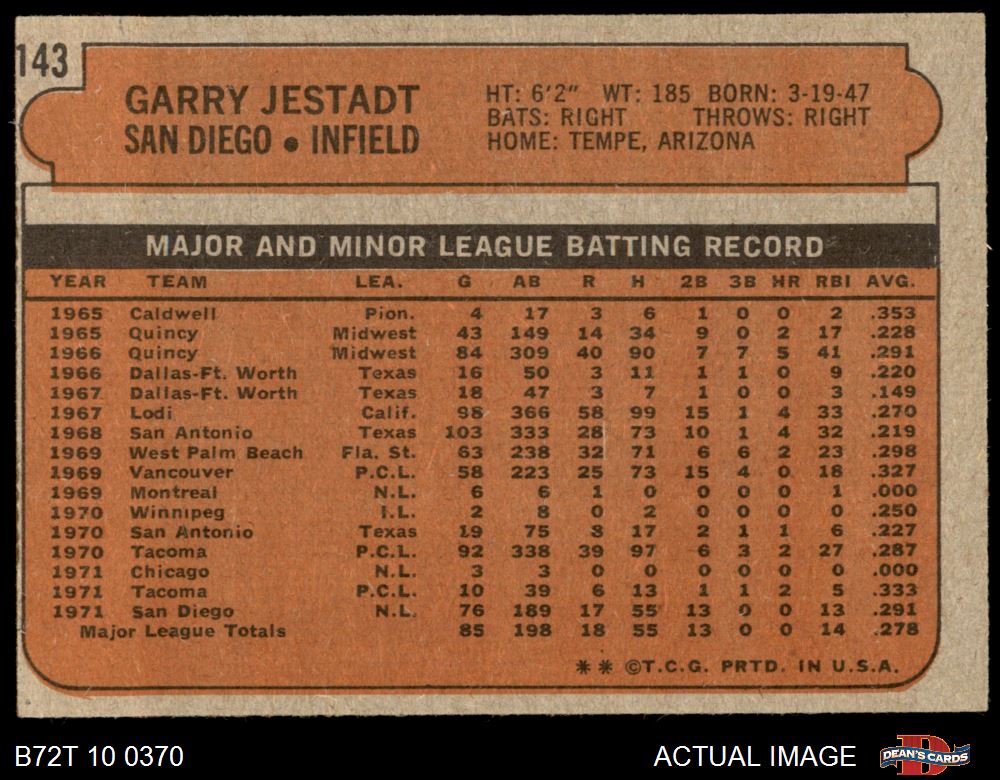 143
GARRY JESTADT
SAN DIEGO • INFIELD
HT: 6'2" WT: 185 BORN: 3-19-47
BATS: RIGHT THROWS: RIGHT
HOME: TEMPE, ARIZONA
MAJOR AND MINOR LEAGUE BATTING RECORD
YEAR TEAM LEA. G AB R H 2B 3B HR RBI AVG.
1965 Caldwell Pion. 4 17 3 6 1 0 0 2 .353
1965 Quincy Midwest 43 149 14 34 9 0 2 17 .228
1966 Quincy Midwest 84 309 40 90 7 7 5 41 .291
1966 Dallas-Ft. Worth Texas 16 50 3 11 1 1 0 9 .220
1967 Dallas-Ft. Worth Texas 18 47 3 7 1 0 0 3 .149
1967 Lodi Calif. 98 366 58 99 15 1 4 33 .270
1968 San Antonio Texas 103 333 28 73 10 1 4 32 .219
1969 West Palm Beach Fla. St. 63 238 32 71 6 6 2 23 .298
1969 Vancouver P.C.L. 58 223 25 73 15 4 0 18 .327
1969 Montreal N.L. 6 6 1 0 0 0 0 1 .000
1970 Winnipeg I.L. 2 8 0 2 0 0 0 0 .250
1970 San Antonio Texas 19 75 3 17 2 1 1 6 .227
1970 Tacoma P.C.L. 92 338 39 97 6 3 2 27 .287
1971 Chicago N.L. 3 3 0 0 0 0 0 0 .000
1971 Tacoma P.C.L. 10 39 6 13 1 1 2 5 .333
1971 San Diego N.L. 76 189 17 55 13 0 0 13 .291
Major League Totals 85 198 18 55 13 0 0 14 .278
** ©T.C.G. PRTD. IN U.S.A.
B72T 10 0370 ACTUAL IMAGE DEAN'S CARDS